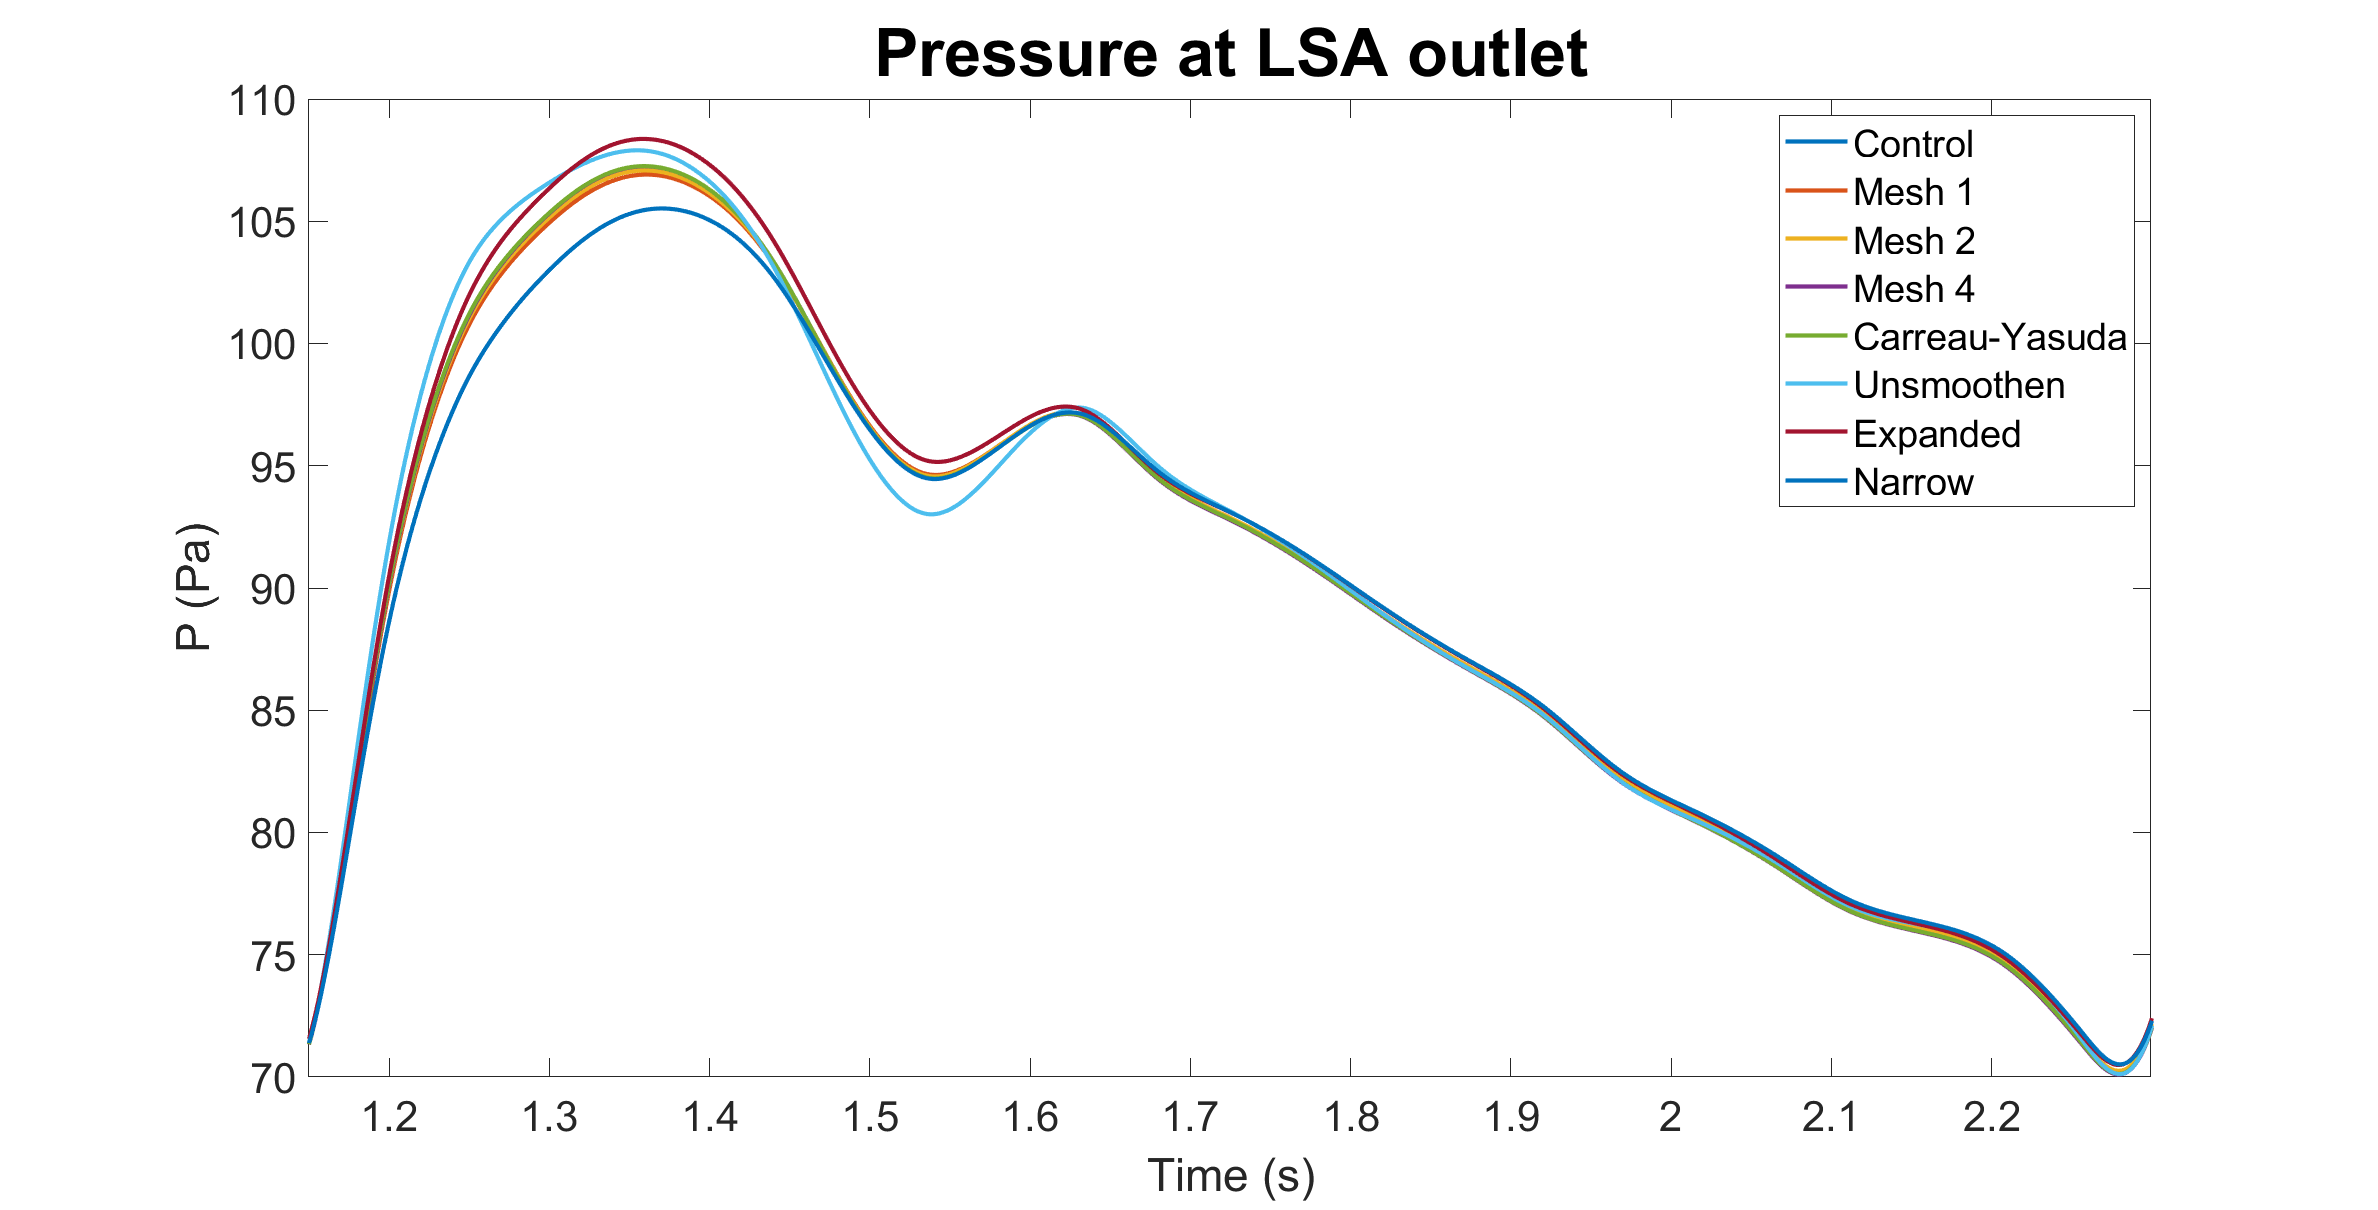 Pressure at LSA outlet
110
105
100
95
90
85
80
75
70
P (Pa)
Control
Mesh 1
Mesh 2
Mesh 4
Carreau-Yasuda
Unsmoothen
Expanded
Narrow
1.2 1.3 1.4 1.5 1.6 1.7 1.8 1.9 2 2.1 2.2
Time (s)